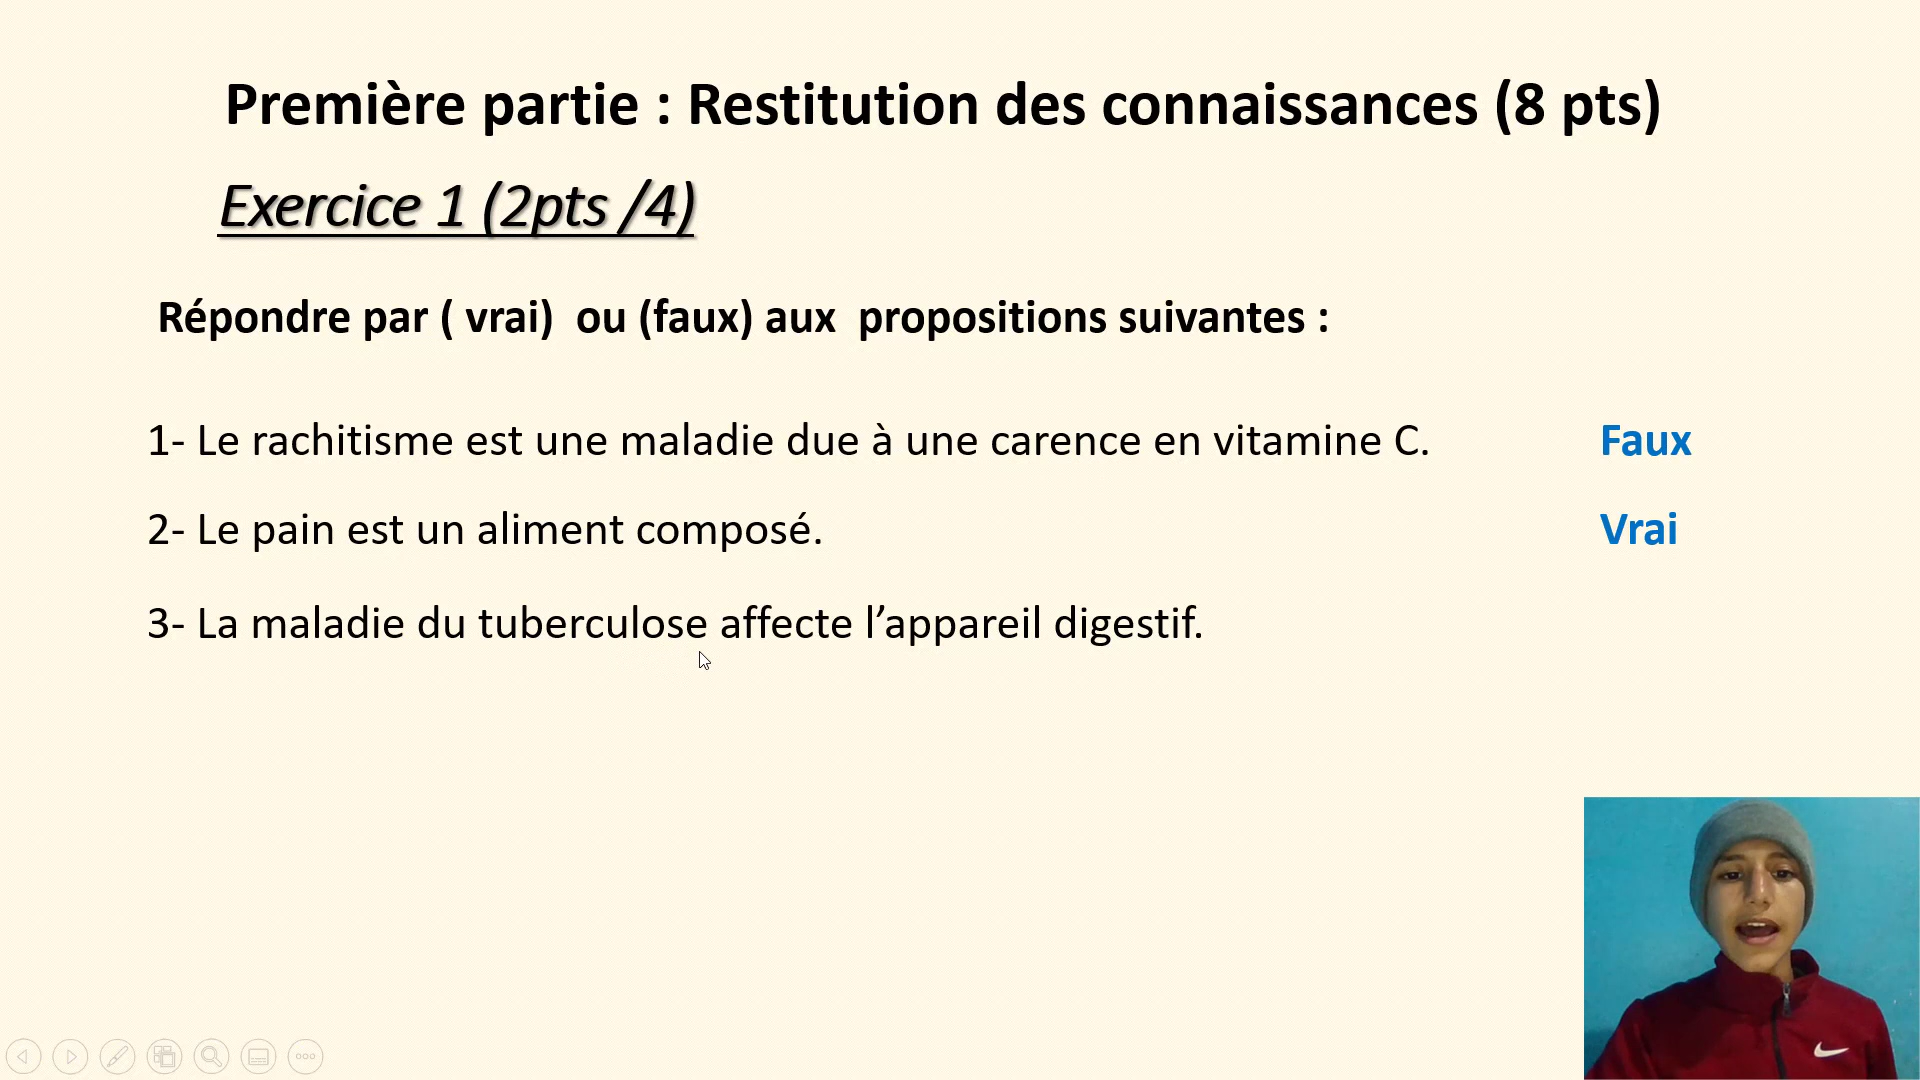 Première partie : Restitution des connaissances (8 pts)
Exercice 1 (2pts /4)
Répondre par ( vrai)  ou (faux) aux  propositions suivantes :
1- Le rachitisme est une maladie due à une carence en vitamine C. Faux
2- Le pain est un aliment composé. Vrai
3- La maladie du tuberculose affecte l’appareil digestif.